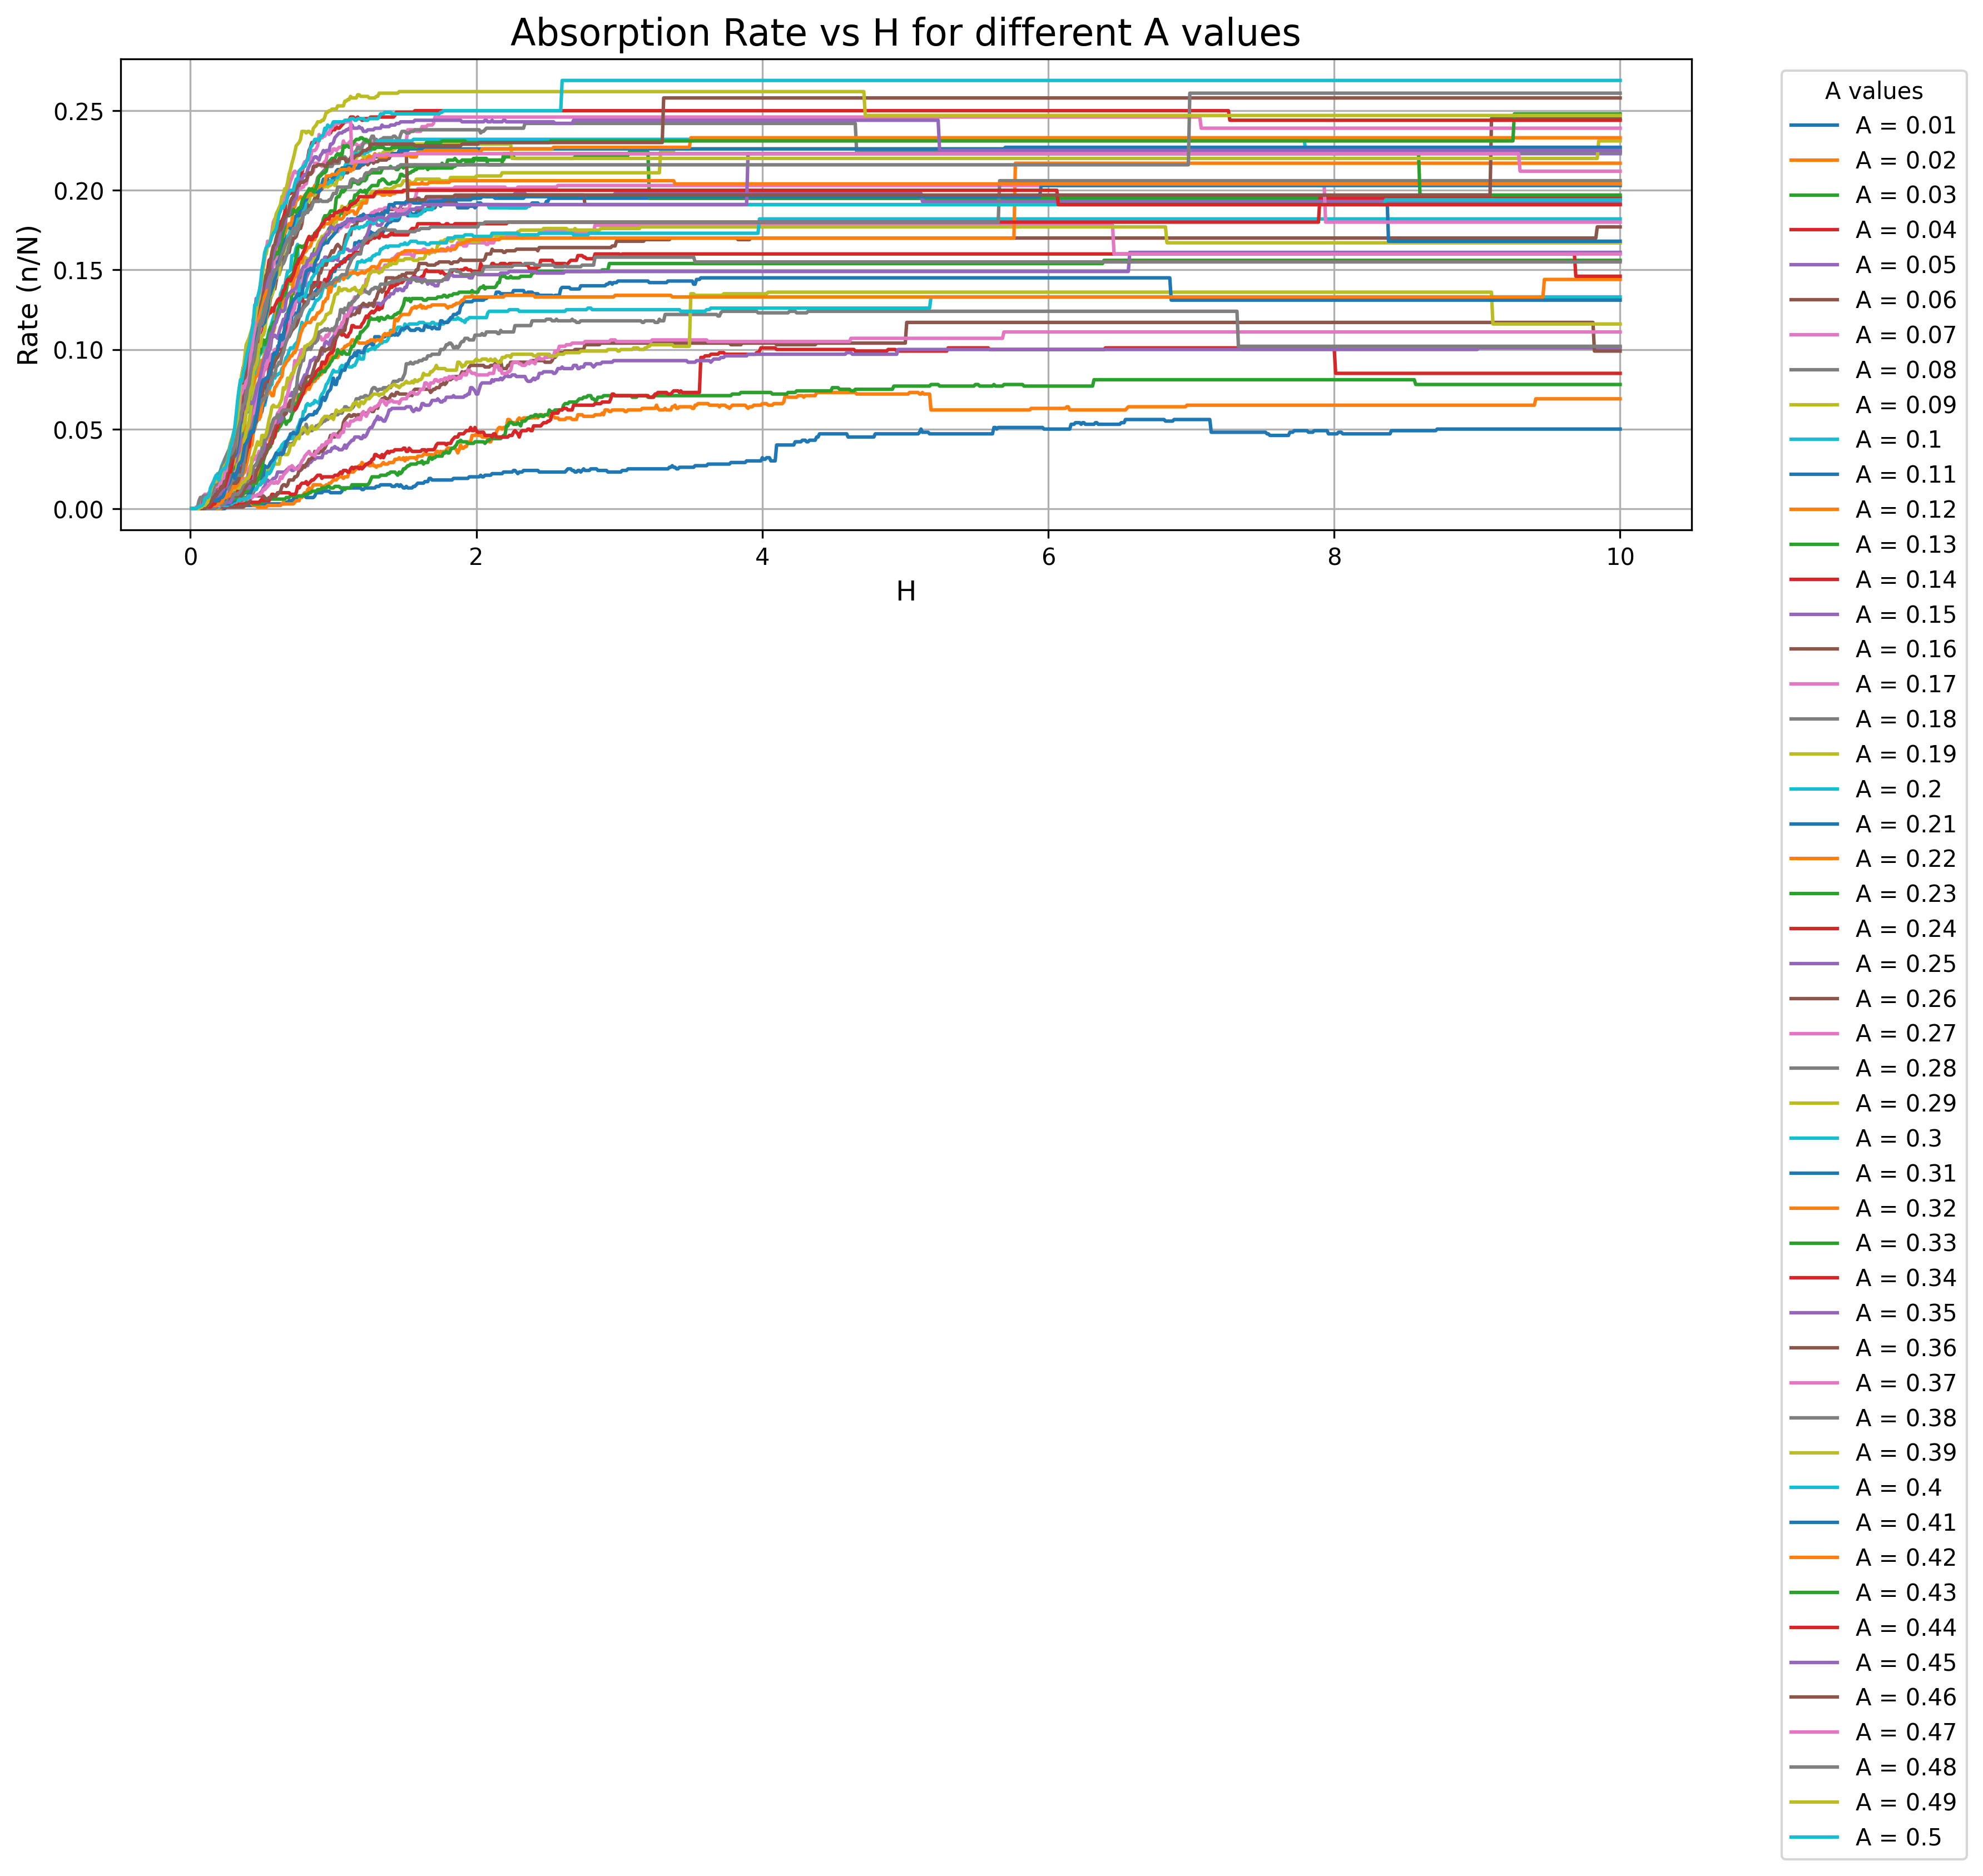 Absorption Rate vs H for different A values
0.25
0.20
0.15
0.10
0.05
0.00
Rate (n/N)
0 2 4 6 8 10
H
A values
A = 0.01
A = 0.02
A = 0.03
A = 0.04
A = 0.05
A = 0.06
A = 0.07
A = 0.08
A = 0.09
A = 0.1
A = 0.11
A = 0.12
A = 0.13
A = 0.14
A = 0.15
A = 0.16
A = 0.17
A = 0.18
A = 0.19
A = 0.2
A = 0.21
A = 0.22
A = 0.23
A = 0.24
A = 0.25
A = 0.26
A = 0.27
A = 0.28
A = 0.29
A = 0.3
A = 0.31
A = 0.32
A = 0.33
A = 0.34
A = 0.35
A = 0.36
A = 0.37
A = 0.38
A = 0.39
A = 0.4
A = 0.41
A = 0.42
A = 0.43
A = 0.44
A = 0.45
A = 0.46
A = 0.47
A = 0.48
A = 0.49
A = 0.5